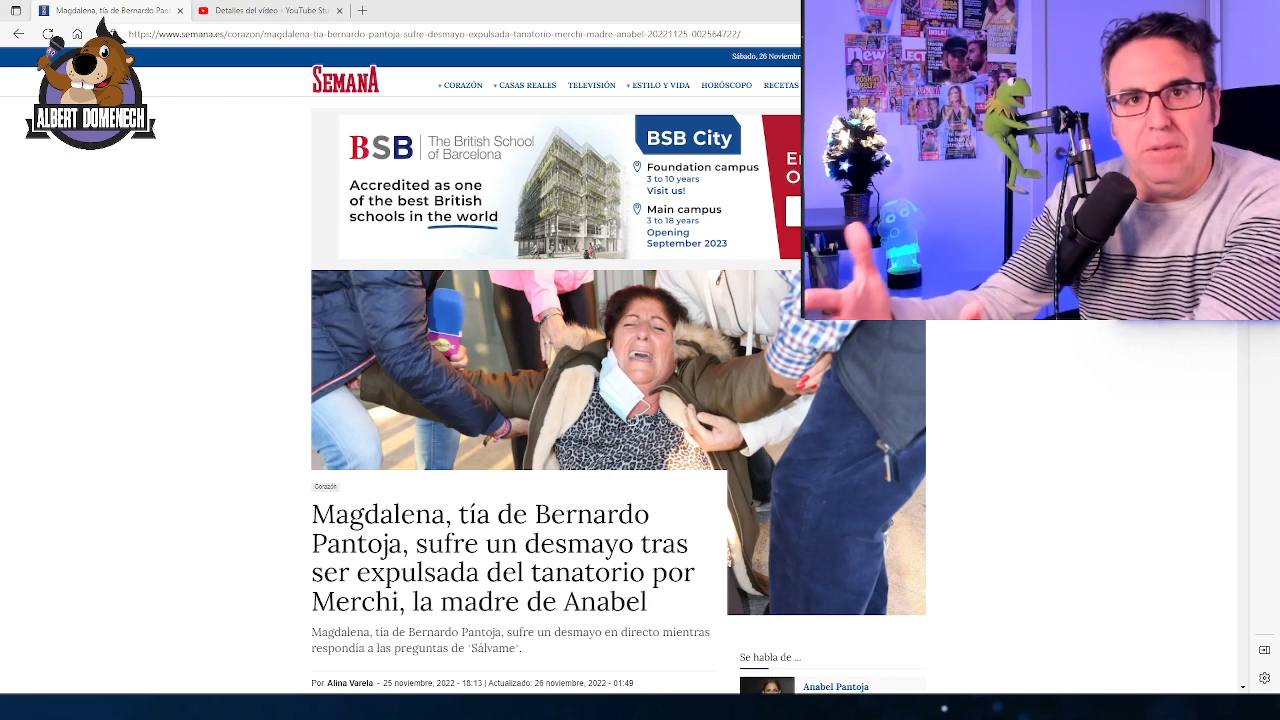 Magdalena, tía de Bernardo Pan
Detalles del vídeo - YouTube Stu
https://www.semana.es/corazon/magdalena-tia-bernardo-pantoja-sufre-desmayo-expulsada-tanatorio-merchi-madre-anabel-20221125-002564722/
Sábado, 26 Noviembre
SEMANA
CORAZÓN
CASAS REALES
TELEVISIÓN
ESTILO Y VIDA
HORÓSCOPO
RECETAS
ALBERT DOMENECH
BSB
The British School
of Barcelona
Accredited as one
of the best British
schools in the world
BSB City
Foundation campus
3 to 10 years
Visit us!
Main campus
3 to 18 years
Opening
September 2023
new
Corazón
Magdalena, tía de Bernardo
Pantoja, sufre un desmayo tras
ser expulsada del tanatorio por
Merchi, la madre de Anabel
Magdalena, tía de Bernardo Pantoja, sufre un desmayo en directo mientras
respondía a las preguntas de 'Sálvame'.
Por Alina Varela - 25 noviembre, 2022 - 18:13 | Actualizado: 26 noviembre, 2022 - 01:49
Se habla de ...
Anabel Pantoja